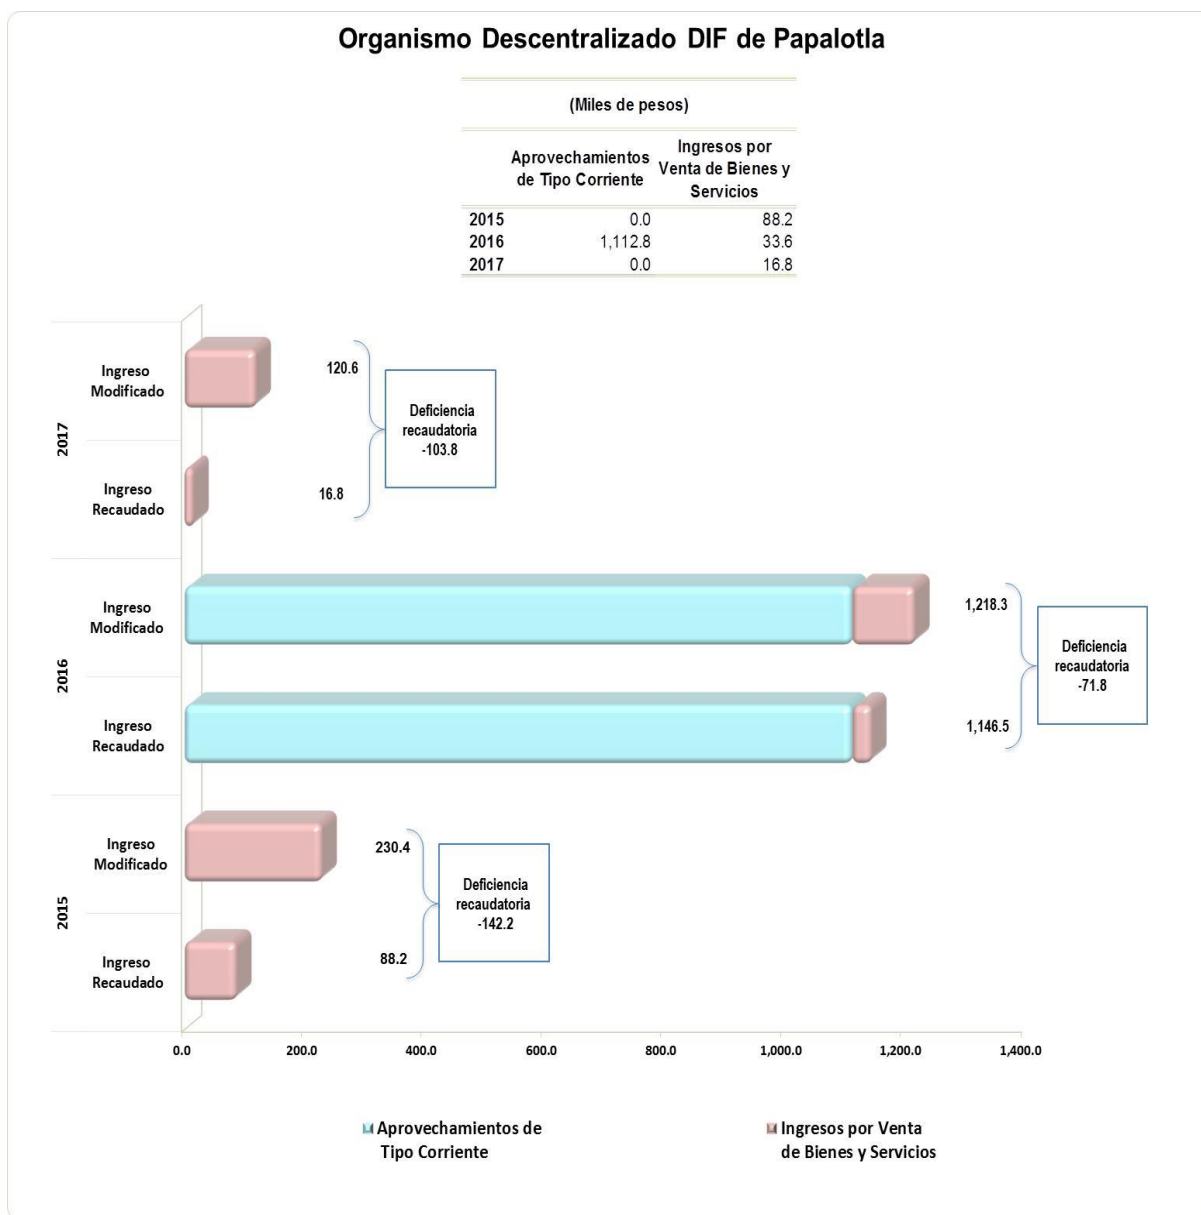 Organismo Descentralizado DIF de Papalotla
(Miles de pesos)
Aprovechamientos
de Tipo Corriente
Ingresos por
Venta de Bienes y
Servicios
2015 0.0 88.2
2016 1,112.8 33.6
2017 0.0 16.8
2017
Ingreso
Modificado
120.6
Deficiencia
recaudatoria
-103.8
Ingreso
Recaudado
16.8
2016
Ingreso
Modificado
1,218.3
Deficiencia
recaudatoria
-71.8
Ingreso
Recaudado
1,146.5
2015
Ingreso
Modificado
230.4
Deficiencia
recaudatoria
-142.2
Ingreso
Recaudado
88.2
0.0 200.0 400.0 600.0 800.0 1,000.0 1,200.0 1,400.0
Aprovechamientos de
Tipo Corriente
Ingresos por Venta
de Bienes y Servicios